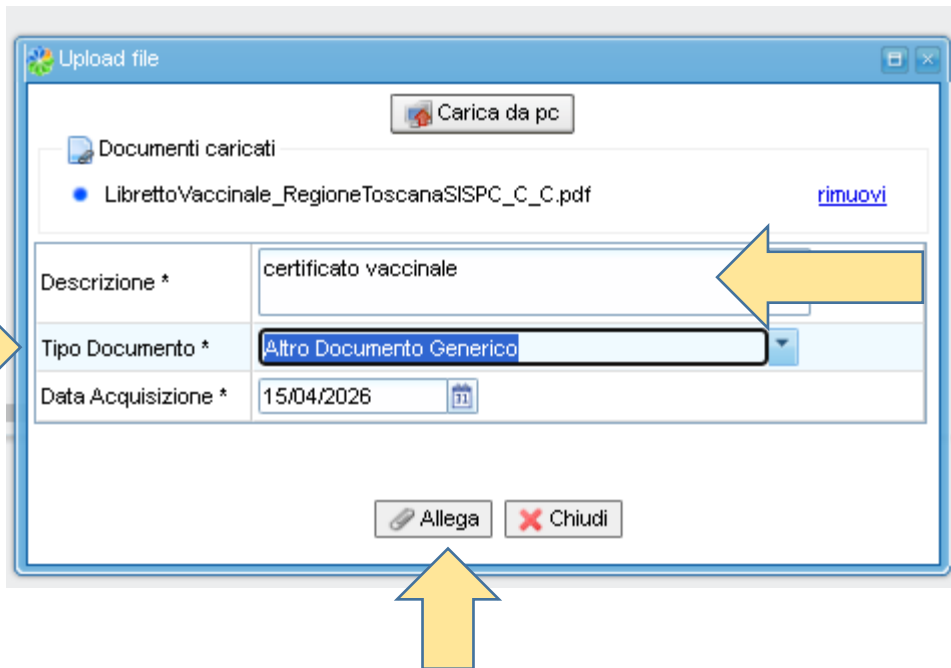 Upload file
Carica da pc
Documenti caricati
LibrettoVaccinale_RegioneToscanaSISPC_C_C.pdf rimuovi
Descrizione * certificato vaccinale
Tipo Documento * Altro Documento Generico
Data Acquisizione * 15/04/2026 31
Allega Chiudi